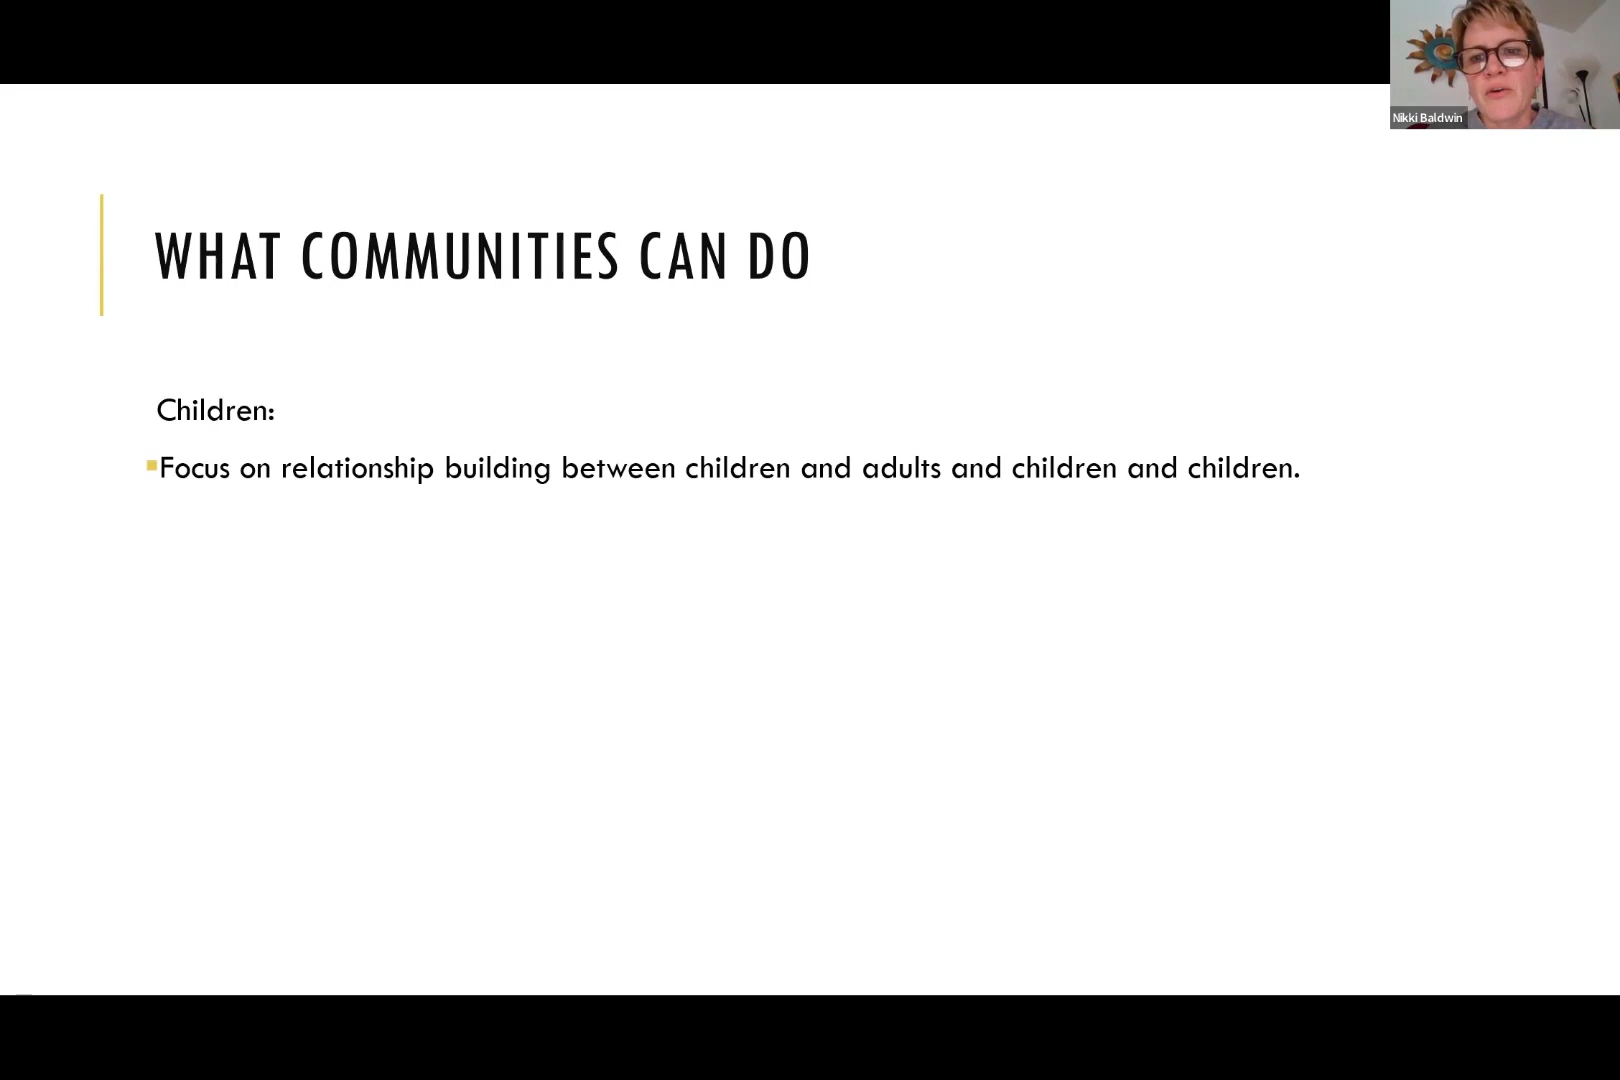 Nikki Baldwin
WHAT COMMUNITIES CAN DO
Children:
Focus on relationship building between children and adults and children and children.